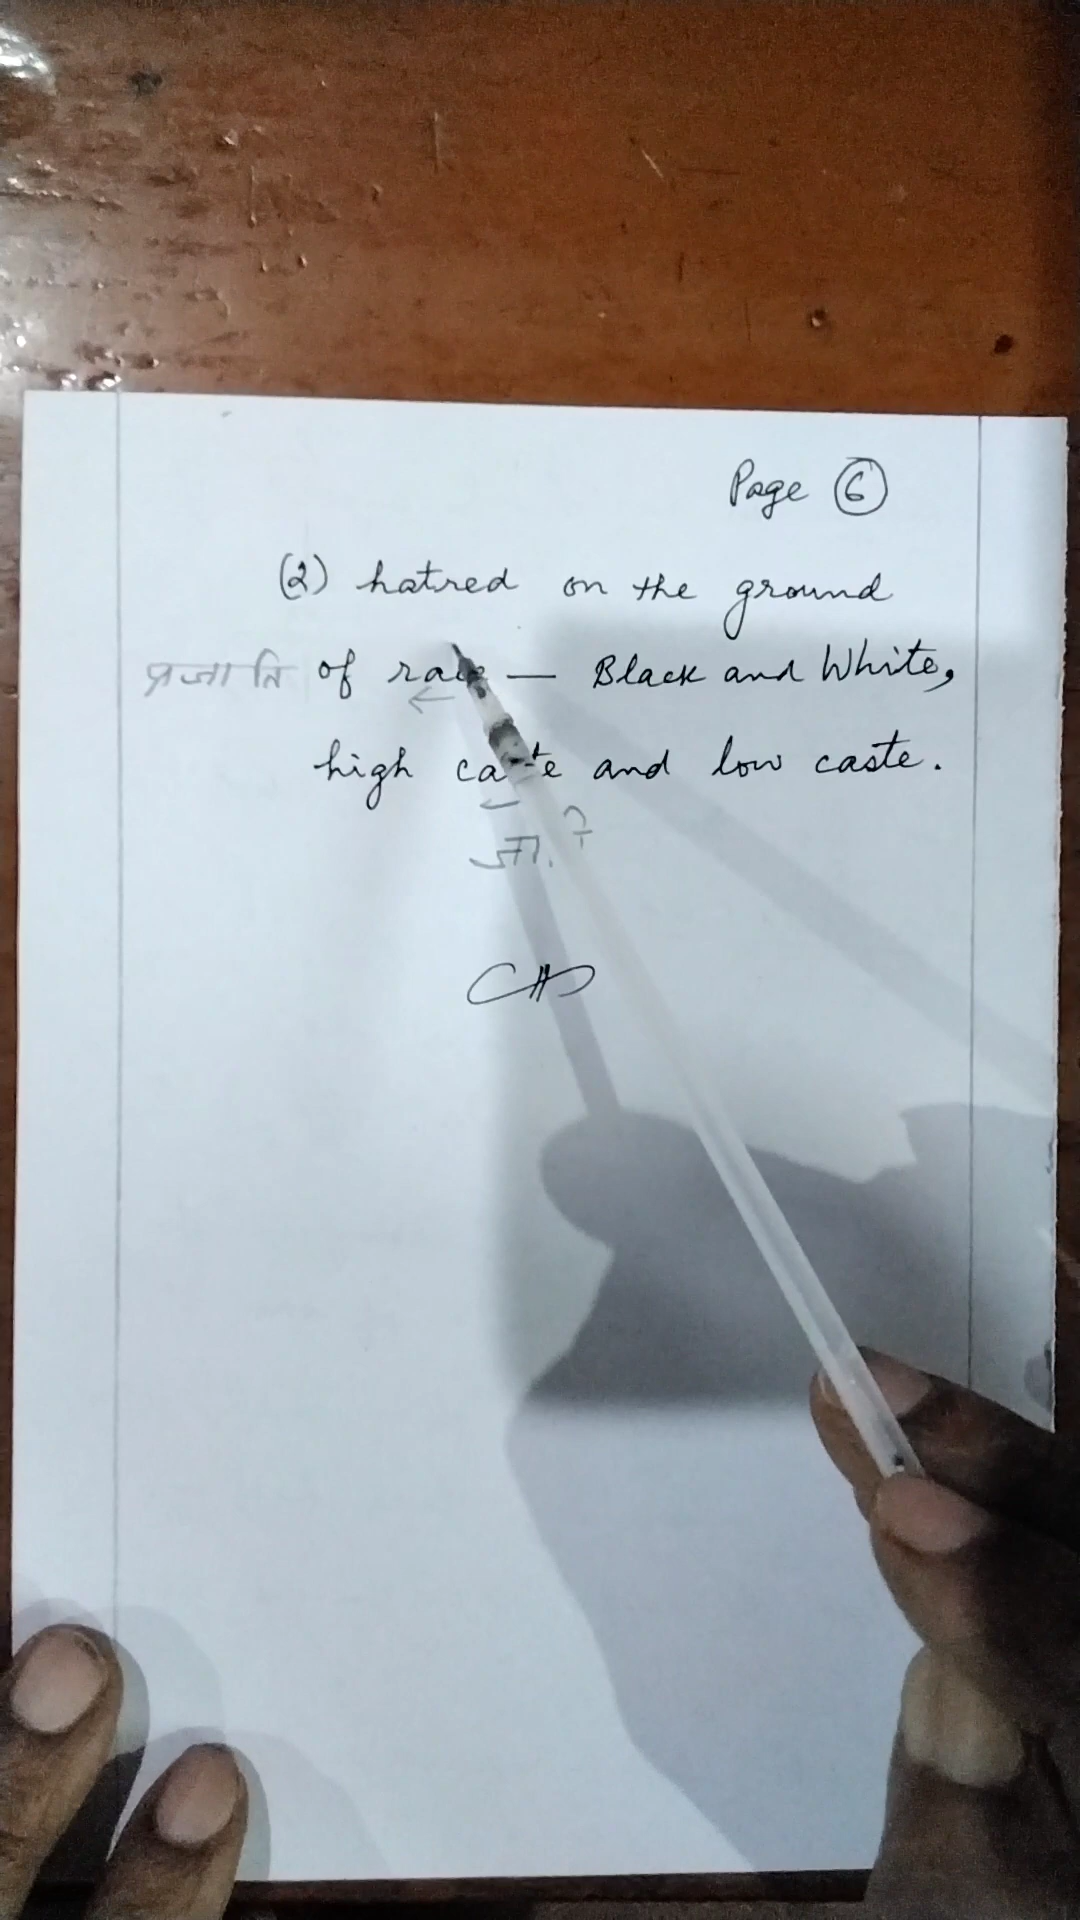 Page 6
(2) hatred on the ground
प्रजाति of race — Black and White,
high caste and low caste.